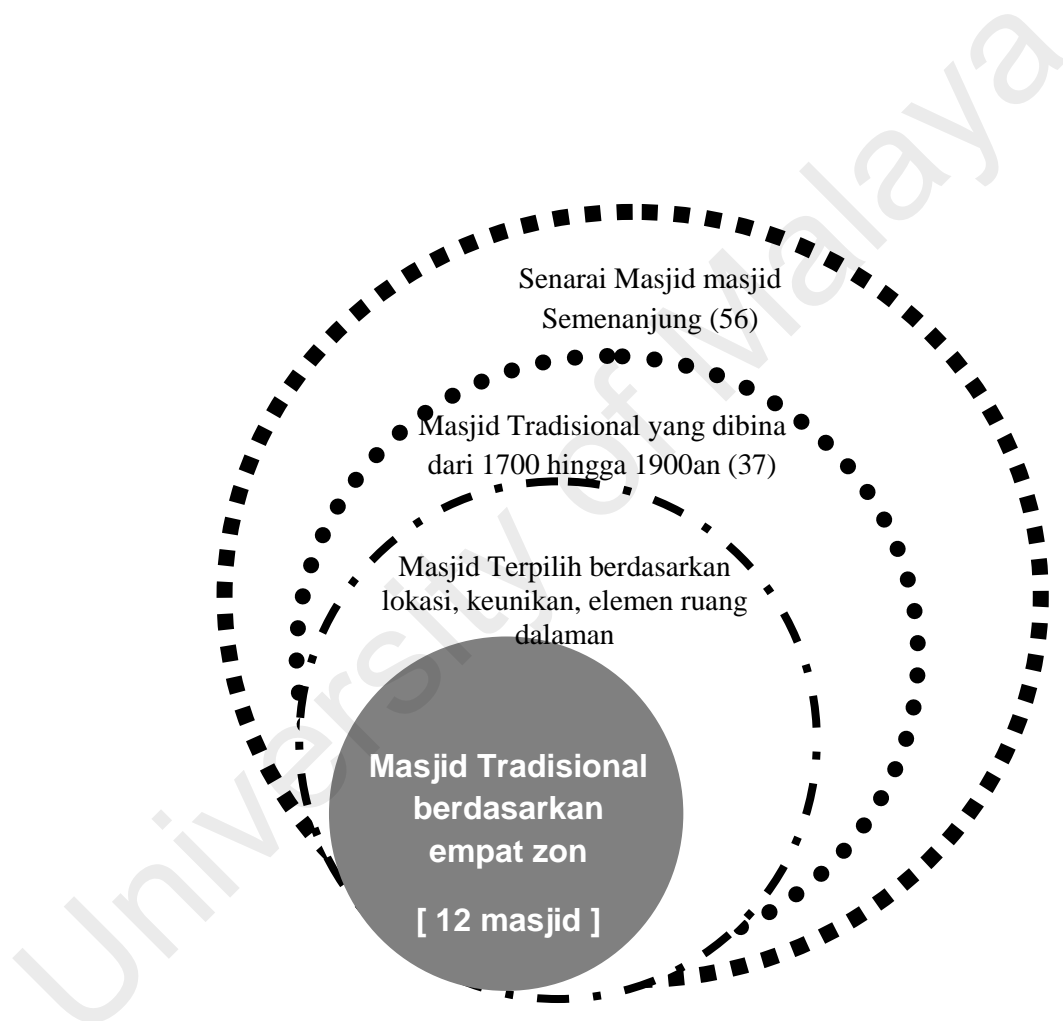 University of Malaya
Senarai Masjid masjid
Semenanjung (56)
Masjid Tradisional yang dibina
dari 1700 hingga 1900an (37)
Masjid Terpilih berdasarkan
lokasi, keunikan, elemen ruang
dalaman
Masjid Tradisional
berdasarkan
empat zon
[ 12 masjid ]